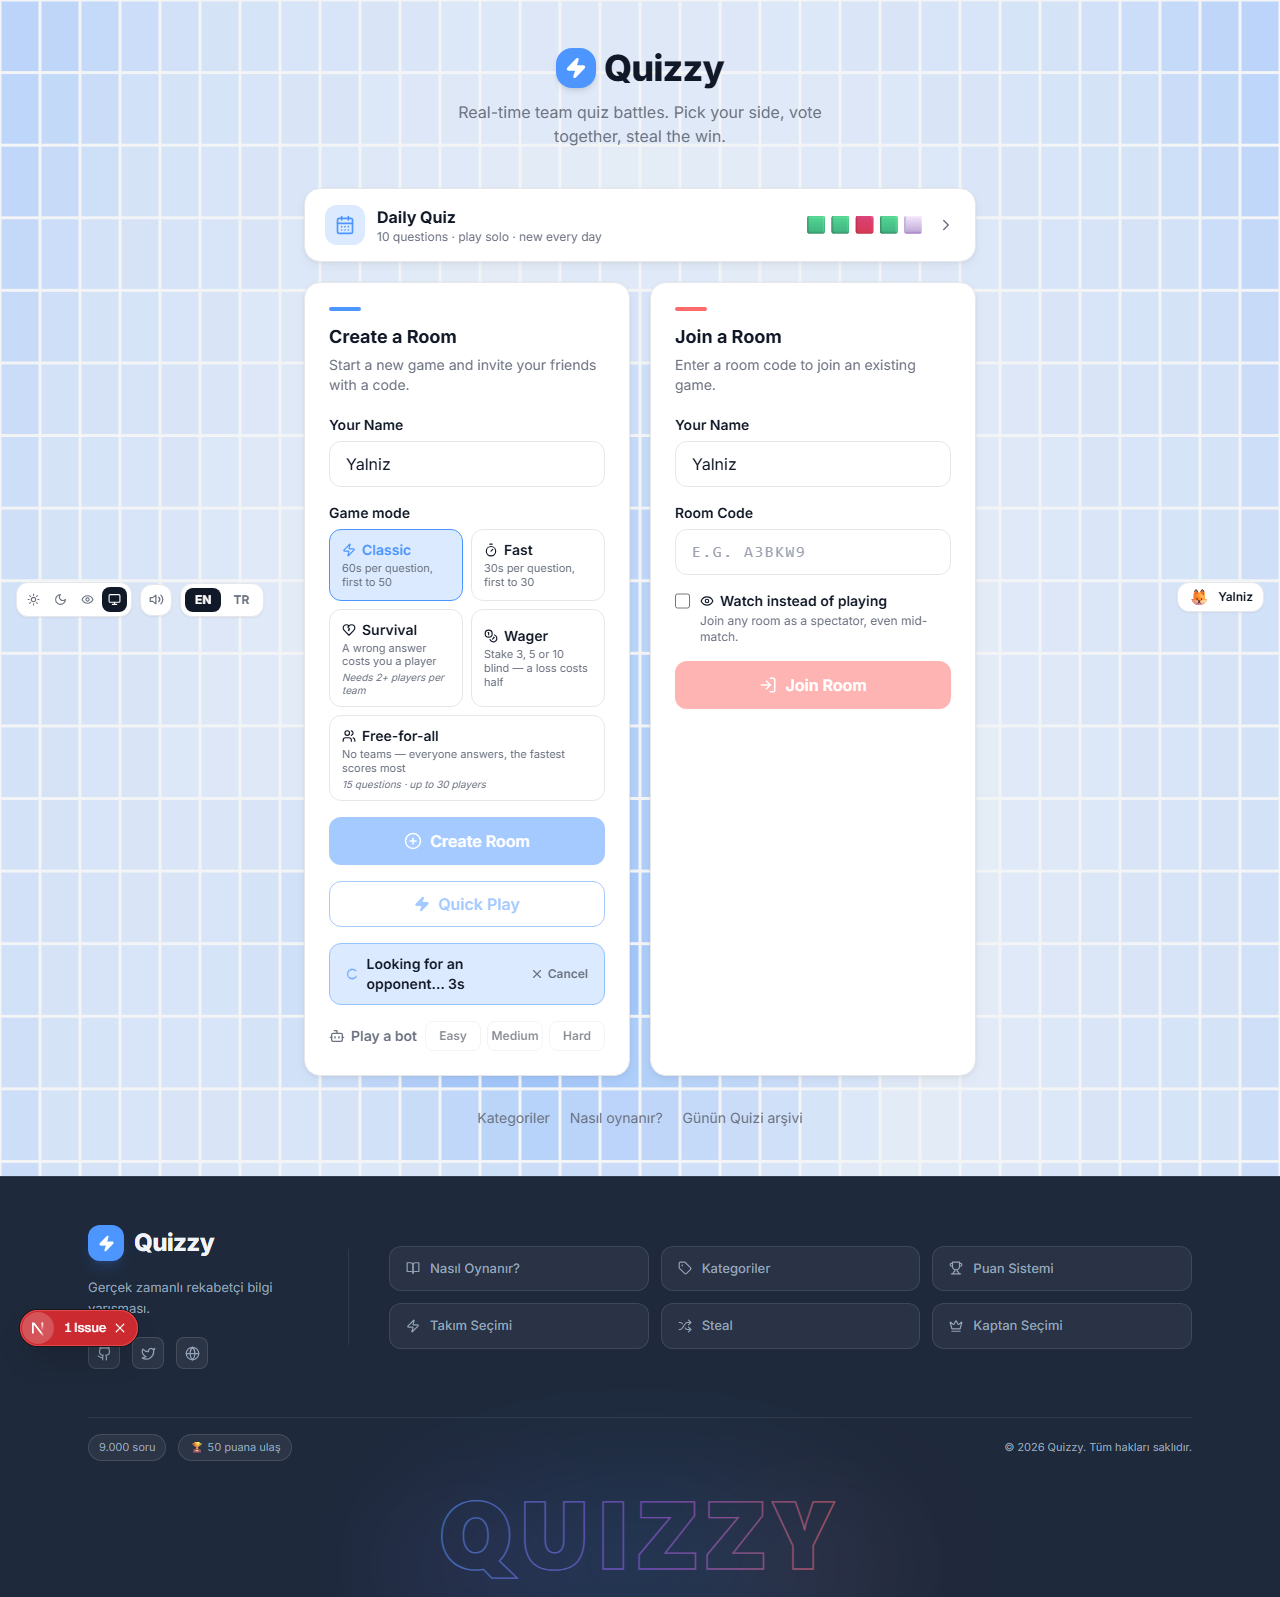 Quizzy
Real-time team quiz battles. Pick your side, vote
together, steal the win.
Daily Quiz
10 questions · play solo · new every day
Create a Room
Start a new game and invite your friends
with a code.
Your Name
Yalniz
Game mode
Classic
60s per question,
first to 50
Fast
30s per question,
first to 30
Survival
A wrong answer
costs you a player
Needs 2+ players per
team
Wager
Stake 3, 5 or 10
blind — a loss costs
half
Free-for-all
No teams — everyone answers, the fastest
scores most
15 questions · up to 30 players
Create Room
Quick Play
Looking for an
opponent... 3s
Cancel
Play a bot
Easy
Medium
Hard
Join a Room
Enter a room code to join an existing
game.
Your Name
Yalniz
Room Code
E.G. A3BKW9
Watch instead of playing
Join any room as a spectator, even mid-
match.
Join Room
EN
TR
Yalniz
Kategoriler
Nasıl oynanır?
Günün Quizi arşivi
Quizzy
Gerçek zamanlı rekabetçi bilgi
yarışması.
1 Issue
Nasıl Oynanır?
Kategoriler
Puan Sistemi
Takım Seçimi
Steal
Kaptan Seçimi
9.000 soru
50 puana ulaş
© 2026 Quizzy. Tüm hakları saklıdır.
QUIZZY